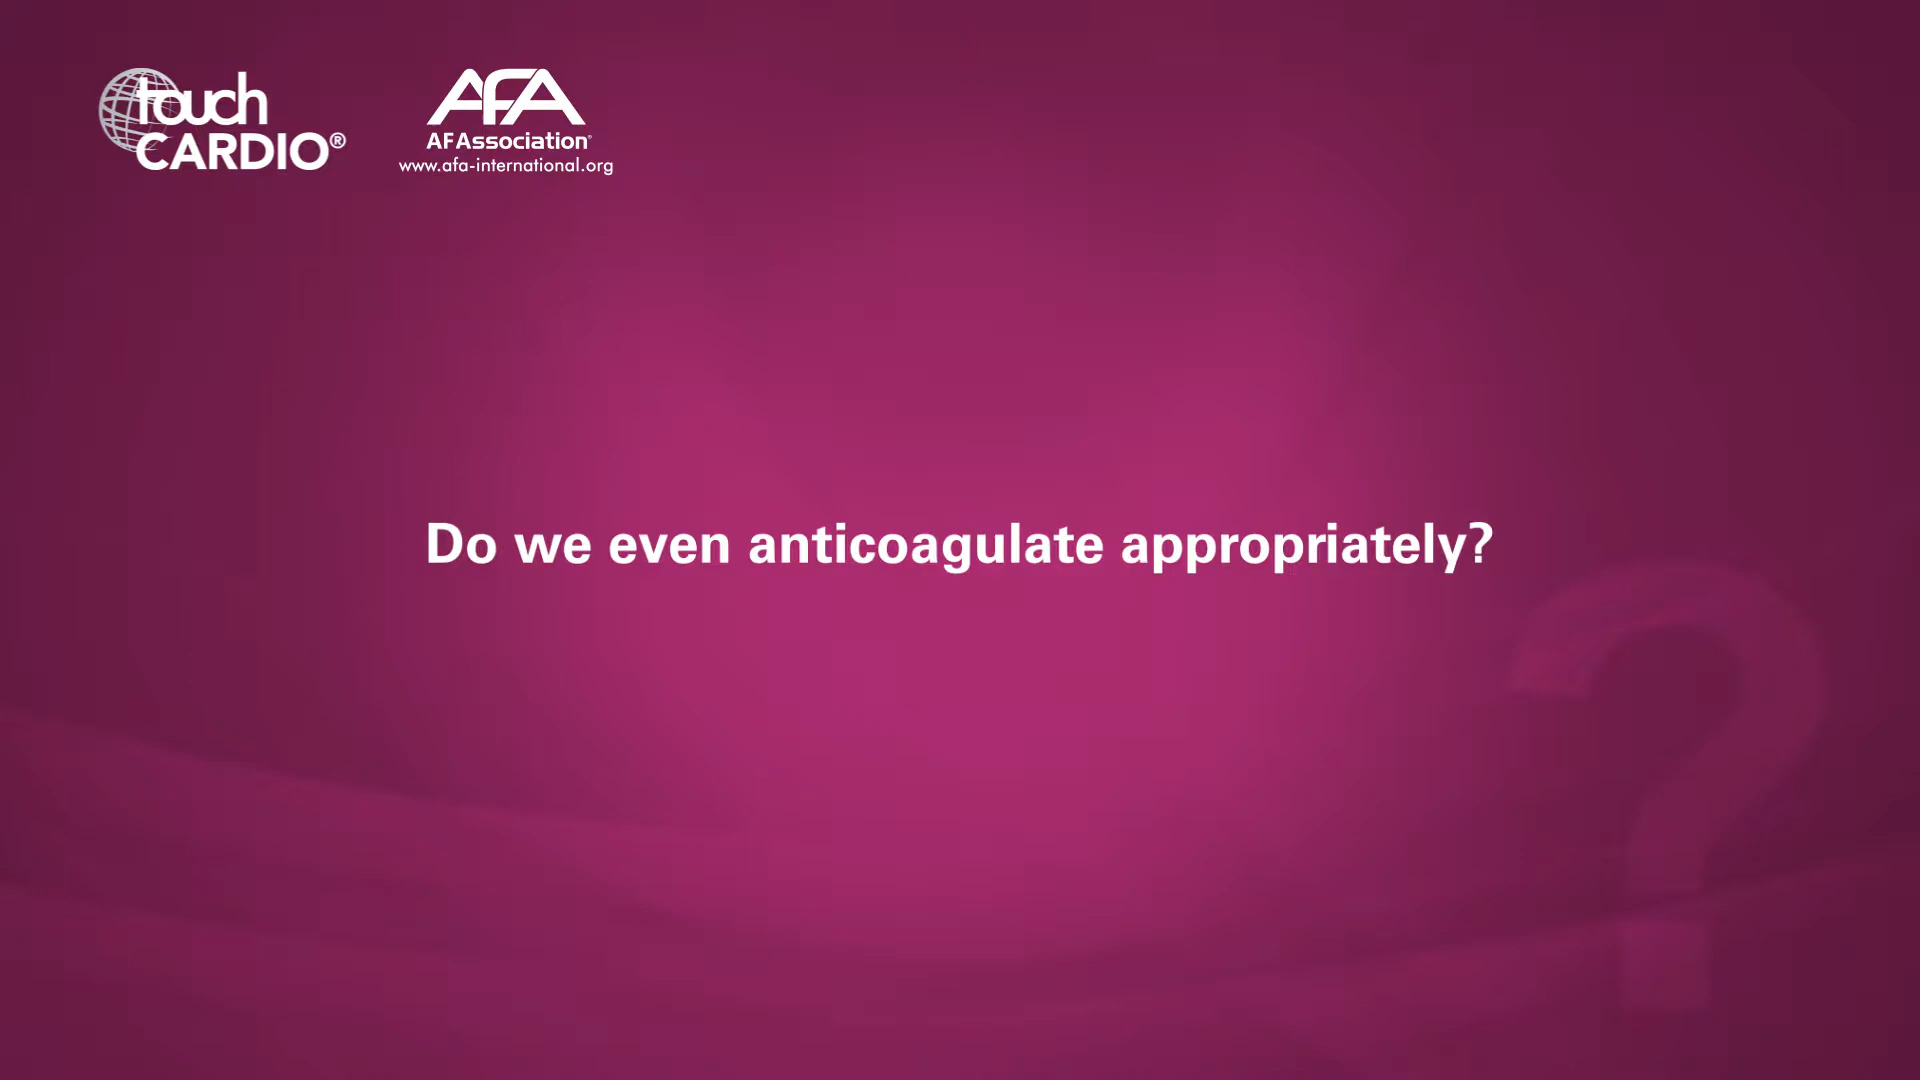 touch
CARDIO®
AFA
AFAssociation®
www.afa-international.org
Do we even anticoagulate appropriately?
?